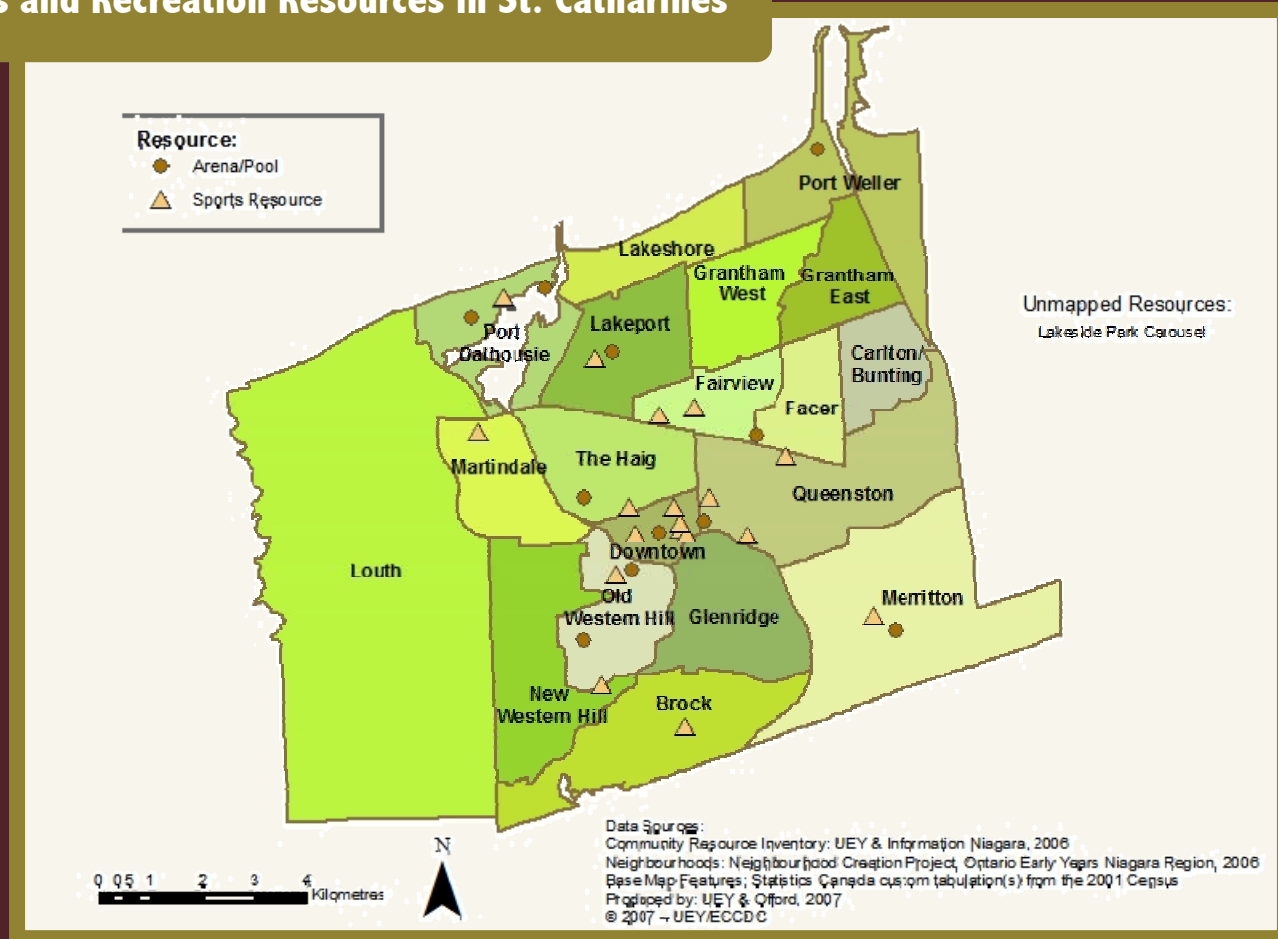 s and Recreation Resources in St. Catharines
Resource:
Arena/Pool
Sports Resource
Port Weller
Lakeshore
Grantham
West
Grantham
East
Unmapped Resources:
Lakeside Park Carousel
Lakeport
Port
Dalhousie
Carlton/
Bunting
Fairview
Facer
Martindale
The Haig
Queenston
Downtown
Louth
Old
Western Hill
Glenridge
Merritton
New
Western Hill
Brock
Data Sources:
Community Resource Inventory: UEY & Information Niagara, 2006
Neighbourhoods: Neighbourhood Creation Project, Ontario Early Years Niagara Region, 2006
Base Map Features; Statistics Canada custom tabulation(s) from the 2001 Census
Produced by: UEY & Offord, 2007
© 2007 - UEY/ECCDC
N
0 0.5 1 2 3 4
Kilometres